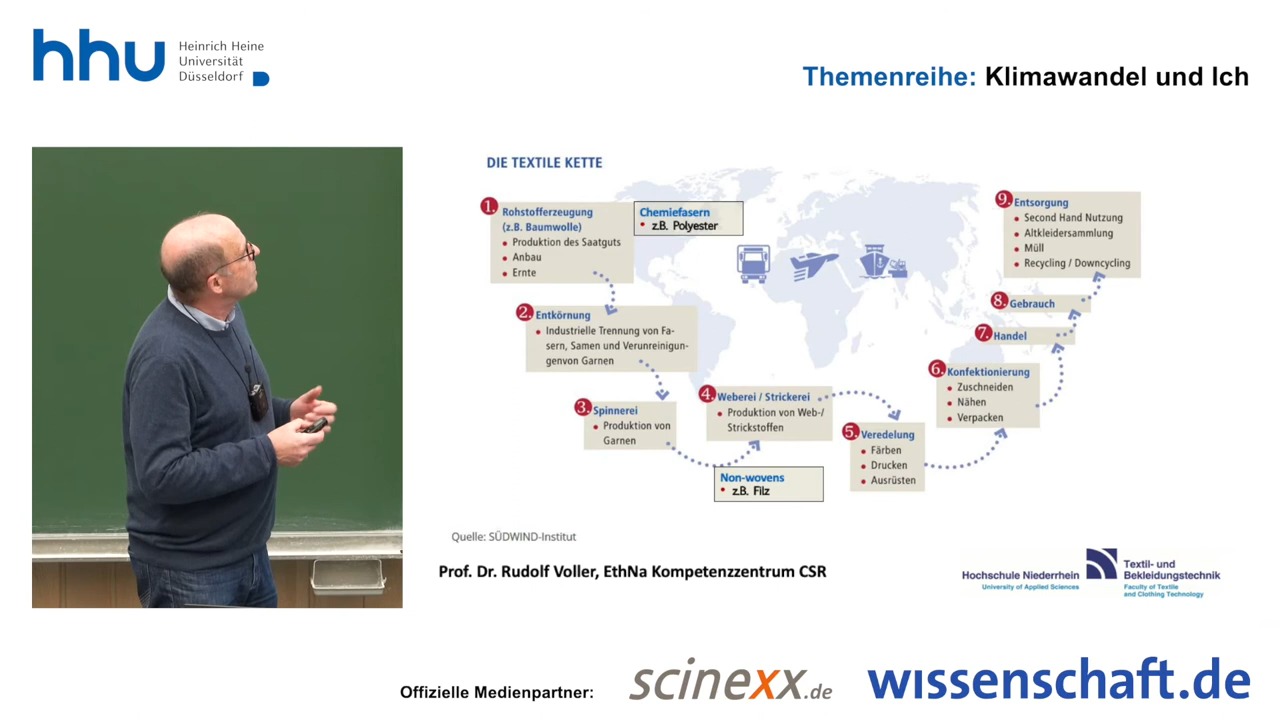 hhu
Heinrich Heine
Universität
Düsseldorf
Themenreihe: Klimawandel und Ich
DIE TEXTILE KETTE
1. Rohstofferzeugung
(z.B. Baumwolle)
• Produktion des Saatguts
• Anbau
• Ernte
Chemiefasern
• z.B. Polyester
2. Entkörnung
• Industrielle Trennung von Fa-
sern, Samen und Verunreinigun-
genvon Garnen
3. Spinnerei
• Produktion von
Garnen
4. Weberei / Strickerei
• Produktion von Web-/
Strickstoffen
Non-wovens
• z.B. Filz
5. Veredelung
• Färben
• Drucken
• Ausrüsten
6. Konfektionierung
• Zuschneiden
• Nähen
• Verpacken
7. Handel
8. Gebrauch
9. Entsorgung
• Second Hand Nutzung
• Altkleidersammlung
• Müll
• Recycling / Downcycling
Quelle: SÜDWIND-Institut
Prof. Dr. Rudolf Voller, EthNa Kompetenzzentrum CSR
Hochschule Niederrhein
University of Applied Sciences
Textil- und
Bekleidungstechnik
Faculty of Textile
and Clothing Technology
Offizielle Medienpartner:
scinexx.de
wissenschaft.de